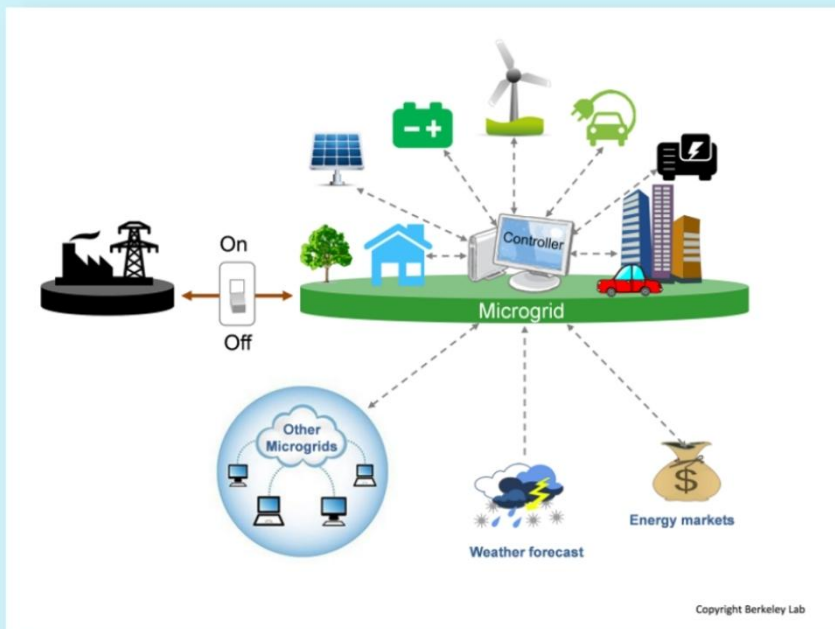 Controller
On
Off
Microgrid
Other
Microgrids
$
Energy markets
Weather forecast
Copyright Berkeley Lab